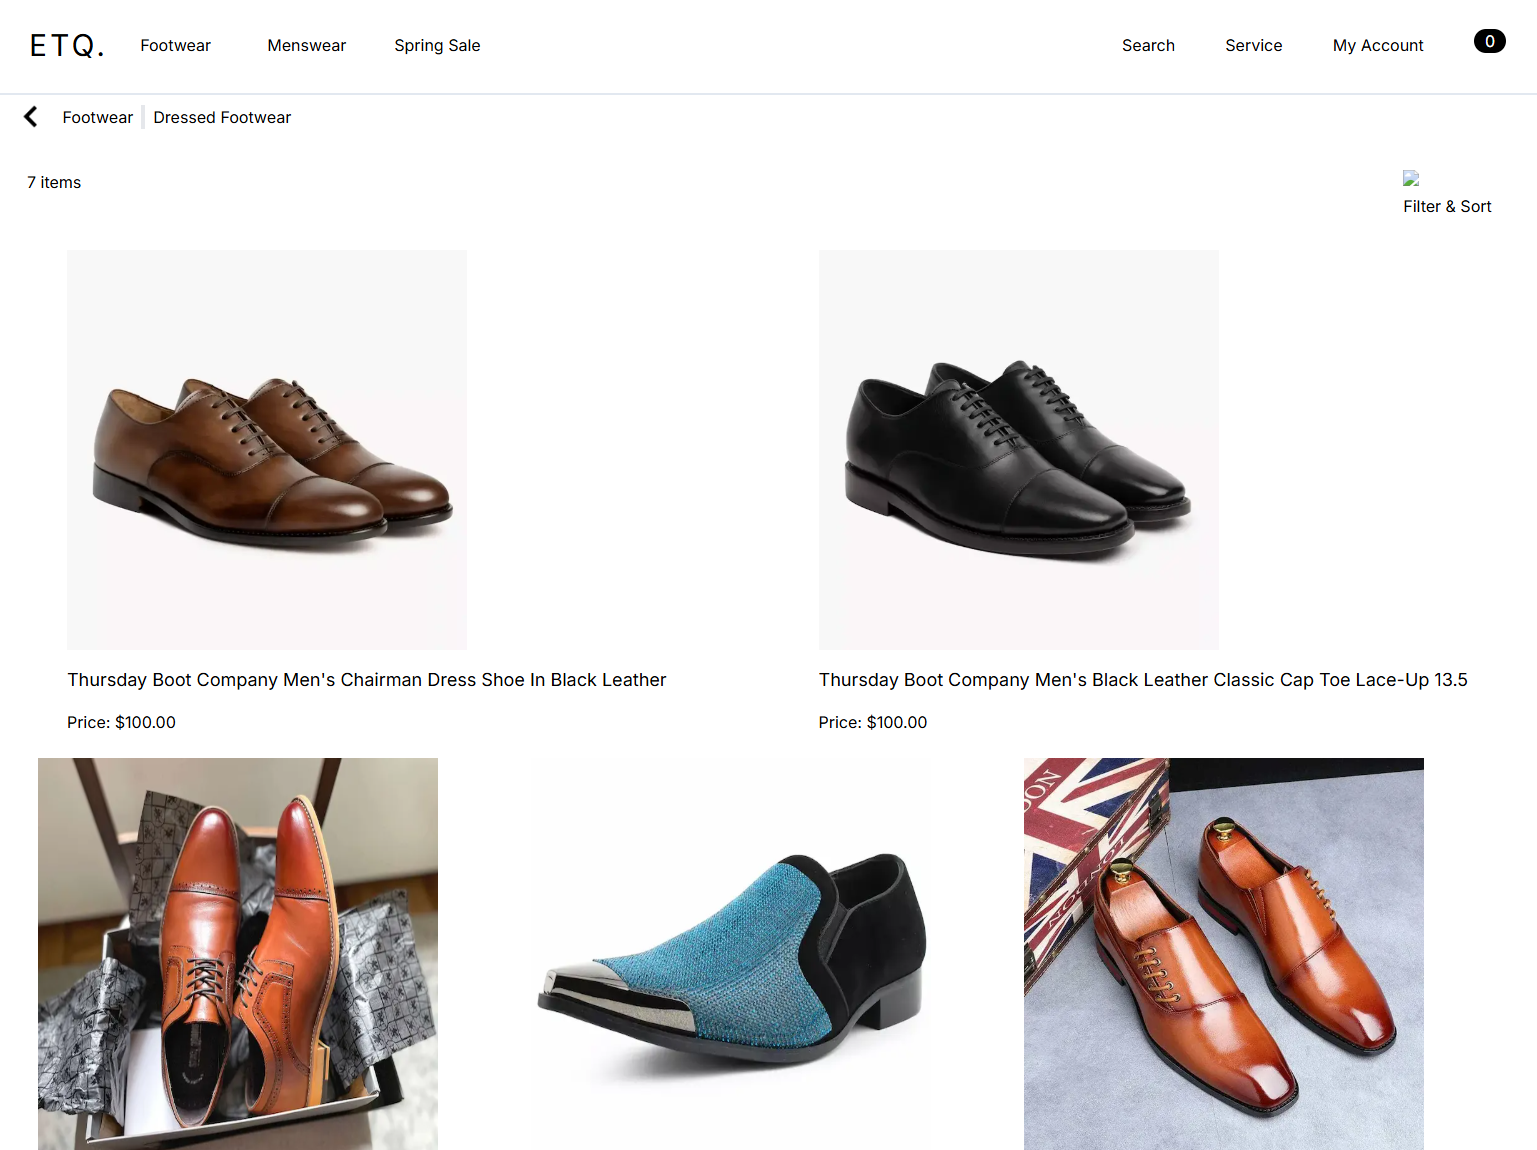 ETQ. Footwear Menswear Spring Sale Search Service My Account 0
Footwear Dressed Footwear
7 items
Filter & Sort
Thursday Boot Company Men's Chairman Dress Shoe In Black Leather
Price: $100.00
Thursday Boot Company Men's Black Leather Classic Cap Toe Lace-Up 13.5
Price: $100.00
LONDON